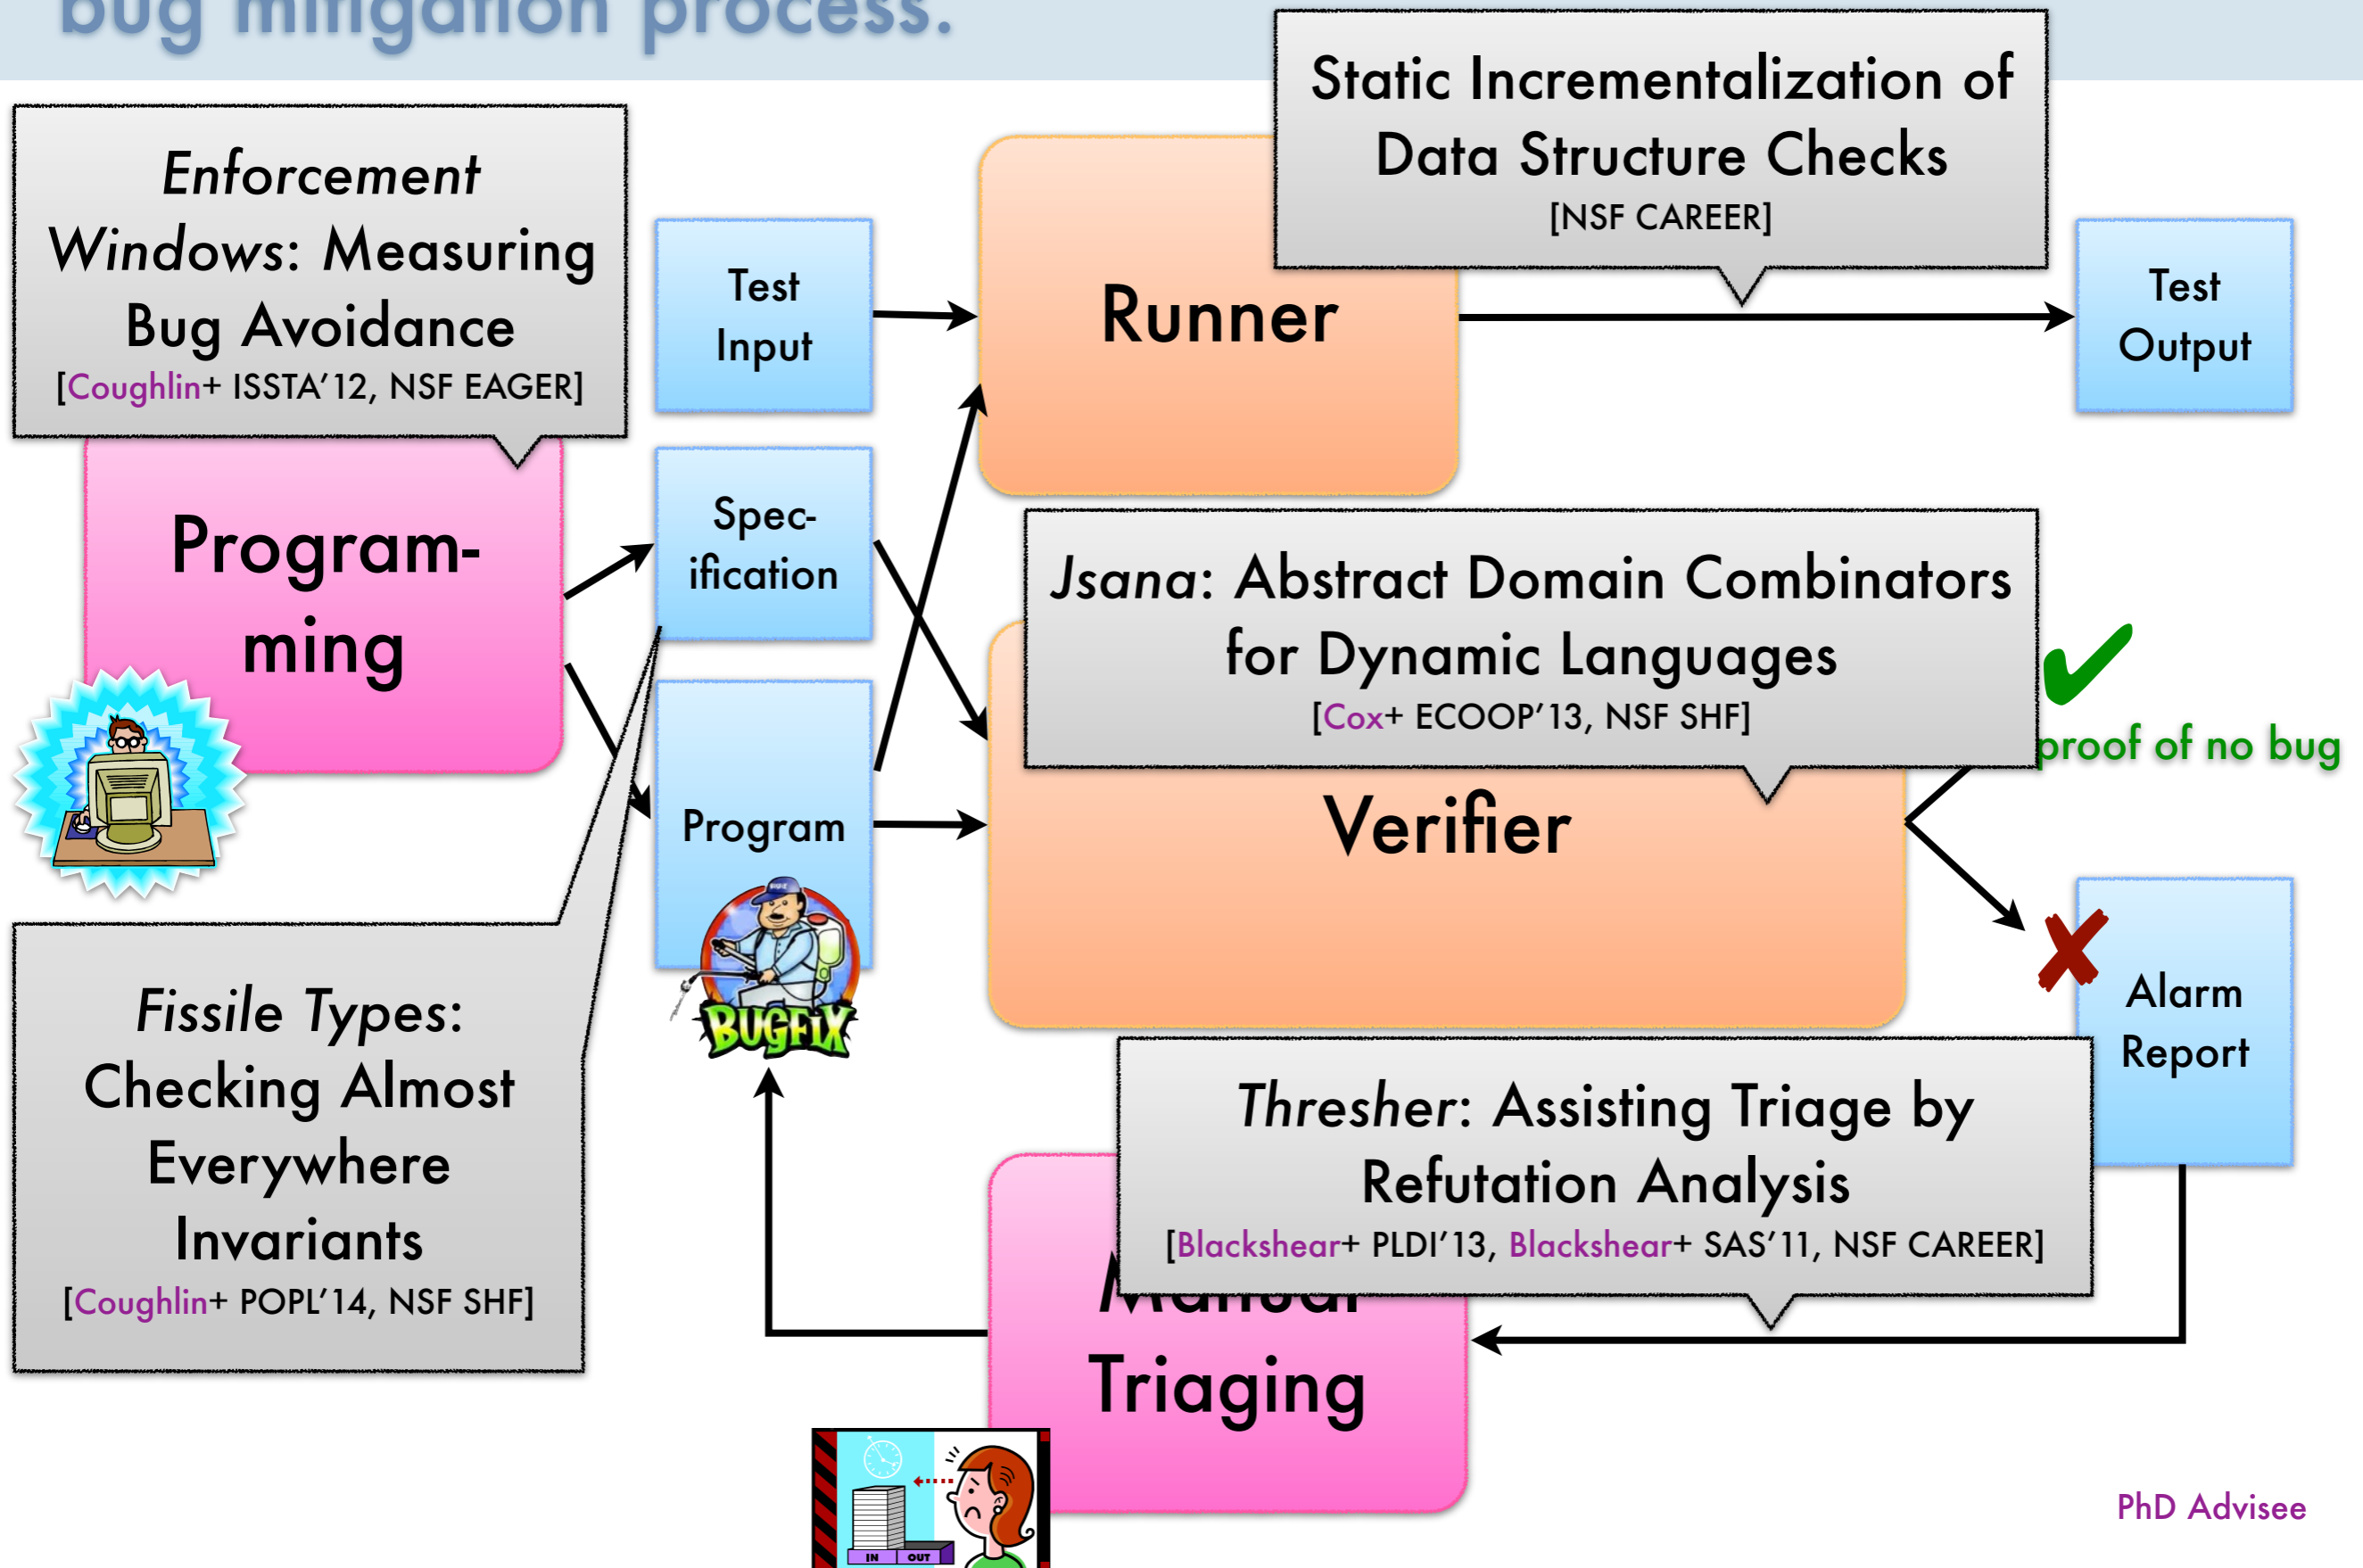 bug mitigation process.
Static Incrementalization of
Data Structure Checks
[NSF CAREER]
Enforcement
Windows: Measuring
Bug Avoidance
[Coughlin+ ISSTA'12, NSF EAGER]
Test
Input
Runner
Test
Output
Program-
ming
Spec-
ification
Jsana: Abstract Domain Combinators
for Dynamic Languages
[Cox+ ECOOP'13, NSF SHF]
proof of no bug
Program
Verifier
BUGFIX
Alarm
Report
Fissile Types:
Checking Almost
Everywhere
Invariants
[Coughlin+ POPL'14, NSF SHF]
Thresher: Assisting Triage by
Refutation Analysis
[Blackshear+ PLDI'13, Blackshear+ SAS'11, NSF CAREER]
Manual
Triaging
IN OUT
PhD Advisee